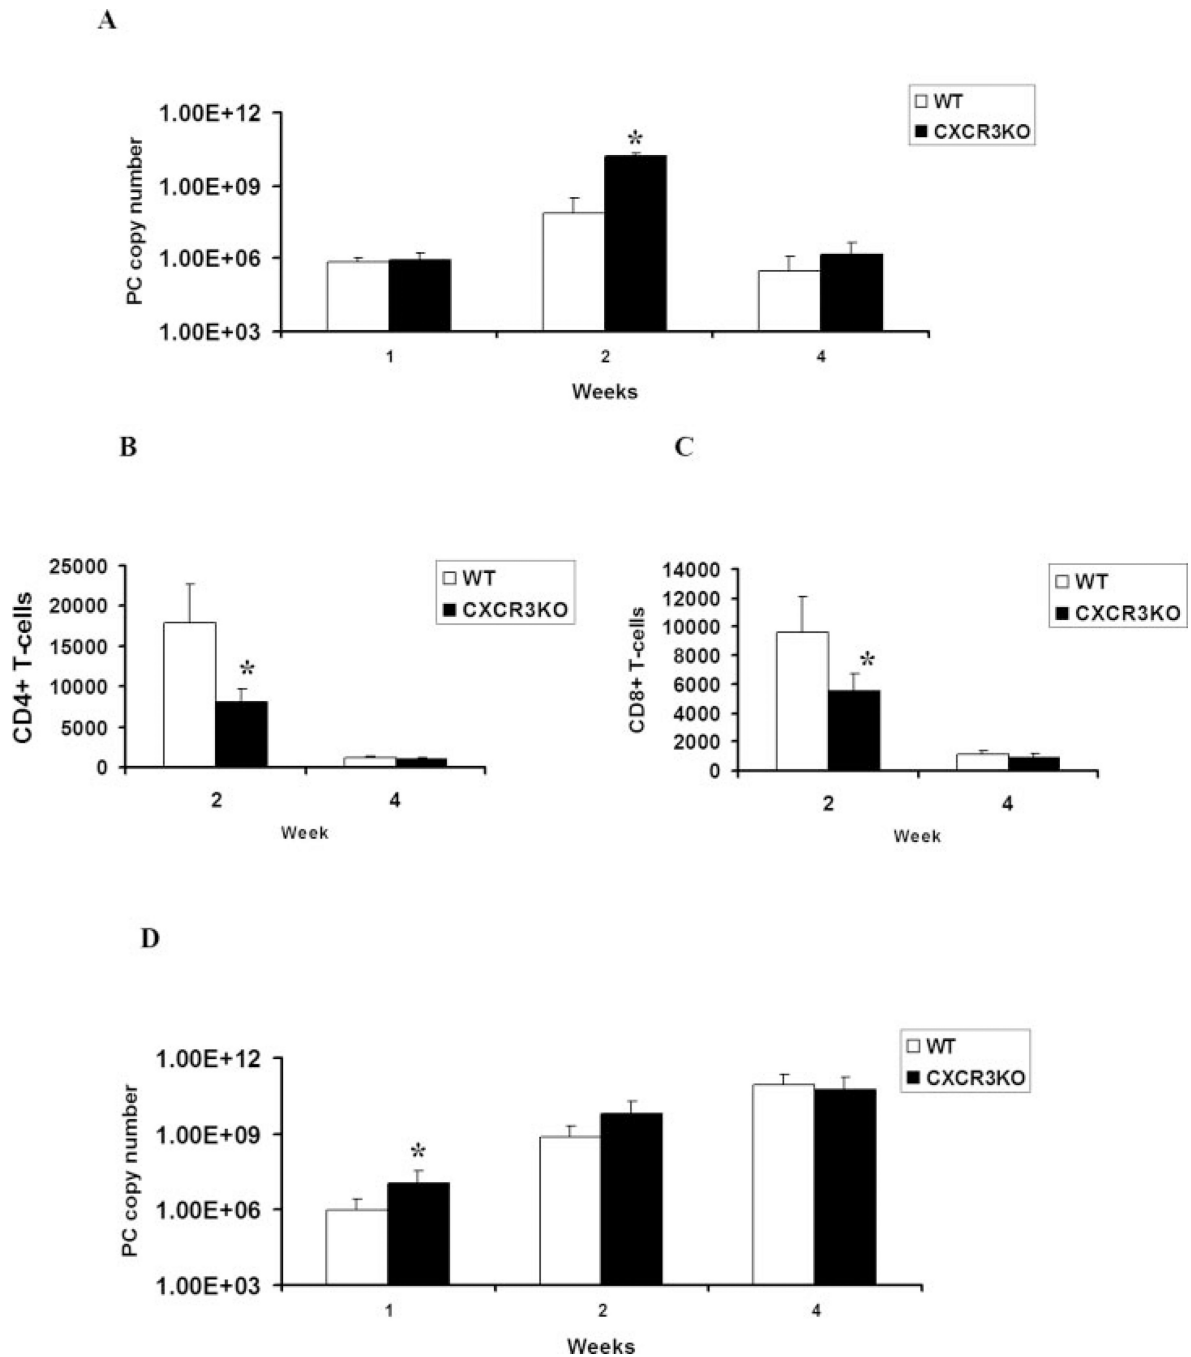 A
WT
CXCR3KO
1.00E+12
1.00E+09
1.00E+06
1.00E+03
PC copy number
*
1
2
4
Weeks
B
C
25000
20000
15000
10000
5000
0
CD4+ T-cells
WT
CXCR3KO
*
2
4
Week
14000
12000
10000
8000
6000
4000
2000
0
CD8+ T-cells
WT
CXCR3KO
*
2
4
Week
D
WT
CXCR3KO
1.00E+12
1.00E+09
1.00E+06
1.00E+03
PC copy number
*
1
2
4
Weeks